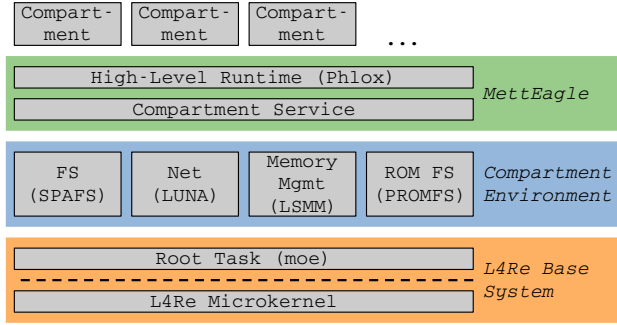 Compart-
ment
Compart-
ment
Compart-
ment
...
High-Level Runtime (Phlox)
Compartment Service
MettEagle
FS
(SPAFS)
Net
(LUNA)
Memory
Mgmt
(LSMM)
ROM FS
(PROMFS)
Compartment
Environment
Root Task (moe)
L4Re Microkernel
L4Re Base
System